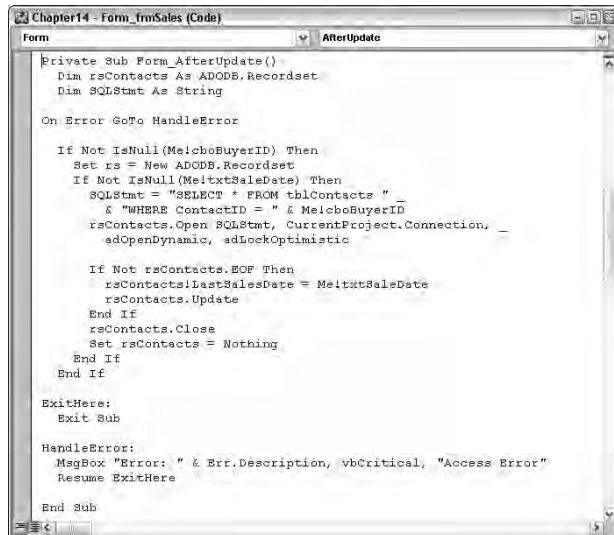 Chapter14 - Form_frmSales (Code)
Form AfterUpdate
Private Sub Form_AfterUpdate()
Dim rsContacts As ADODB.Recordset
Dim SQLStmt As String
On Error GoTo HandleError
If Not IsNull(Me!cboBuyerID) Then
Set rs = New ADODB.Recordset
If Not IsNull(Me!txtSaleDate) Then
SQLStmt = "SELECT * FROM tblContacts " _
& "WHERE ContactID = " & Me!cboBuyerID
rsContacts.Open SQLStmt, CurrentProject.Connection, _
adOpenDynamic, adLockOptimistic
If Not rsContacts.EOF Then
rsContacts!LastSalesDate = Me!txtSaleDate
rsContacts.Update
End If
rsContacts.Close
Set rsContacts = Nothing
End If
End If
ExitHere:
Exit Sub
HandleError:
MsgBox "Error: " & Err.Description, vbCritical, "Access Error"
Resume ExitHere
End Sub